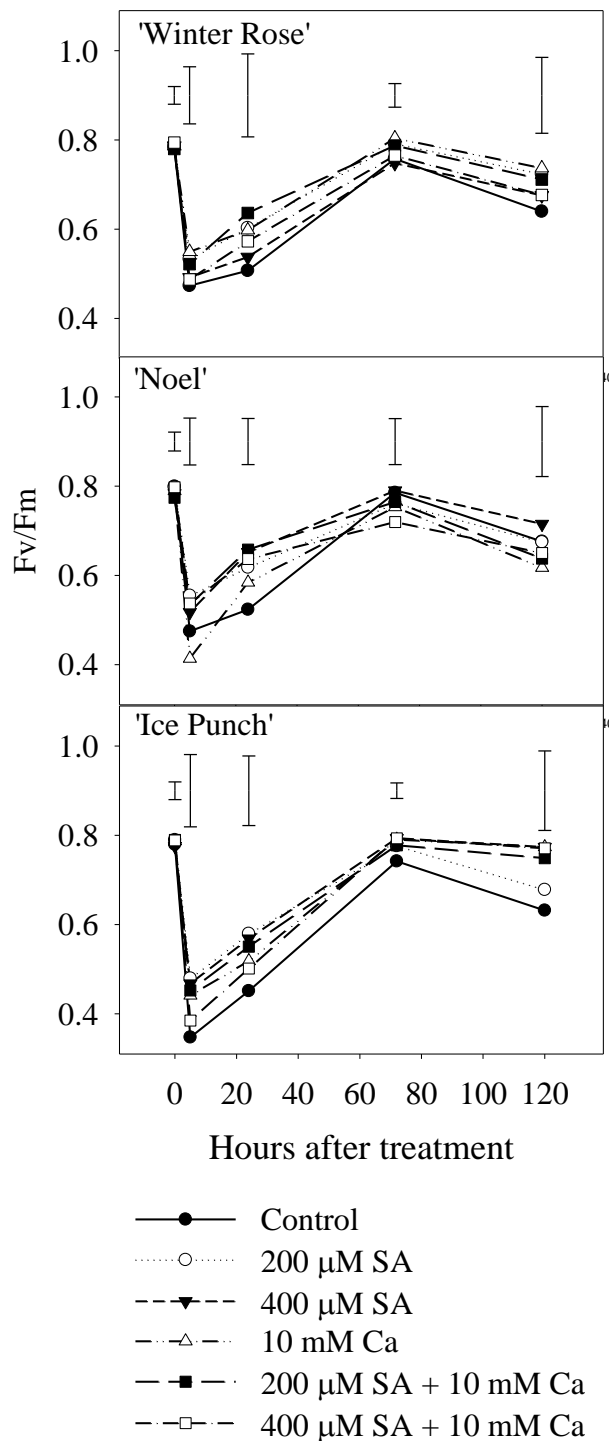 'Winter Rose'
1.0
0.8
0.6
0.4
40
'Noel'
1.0
0.8
0.6
0.4
Fv/Fm
40
'Ice Punch'
1.0
0.8
0.6
0.4
0 20 40 60 80 100 120
Hours after treatment
Control
200 μM SA
400 μM SA
10 mM Ca
200 μM SA + 10 mM Ca
400 μM SA + 10 mM Ca